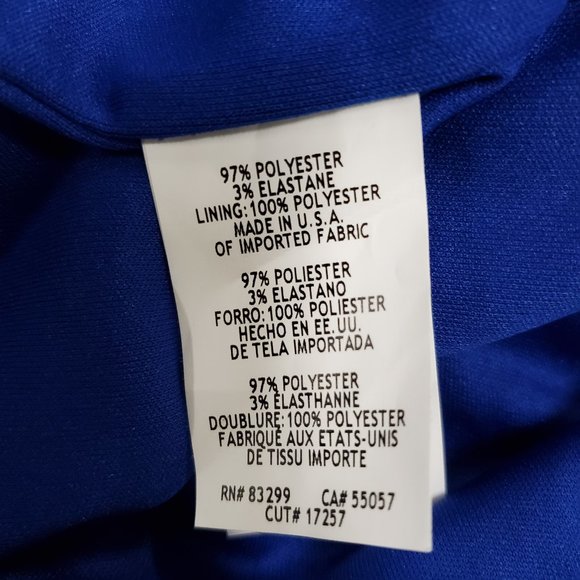 97% POLYESTER
3% ELASTANE
LINING:100% POLYESTER
MADE IN U.S.A.
OF IMPORTED FABRIC
97% POLIESTER
3% ELASTANO
FORRO:100% POLIESTER
HECHO EN EE.UU.
DE TELA IMPORTADA
97% POLYESTER
3% ÉLASTHANNE
DOUBLURE:100% POLYESTER
FABRIQUÉ AUX ETATS-UNIS
DE TISSU IMPORTE
RN# 83299 CA# 55057
CUT# 17257